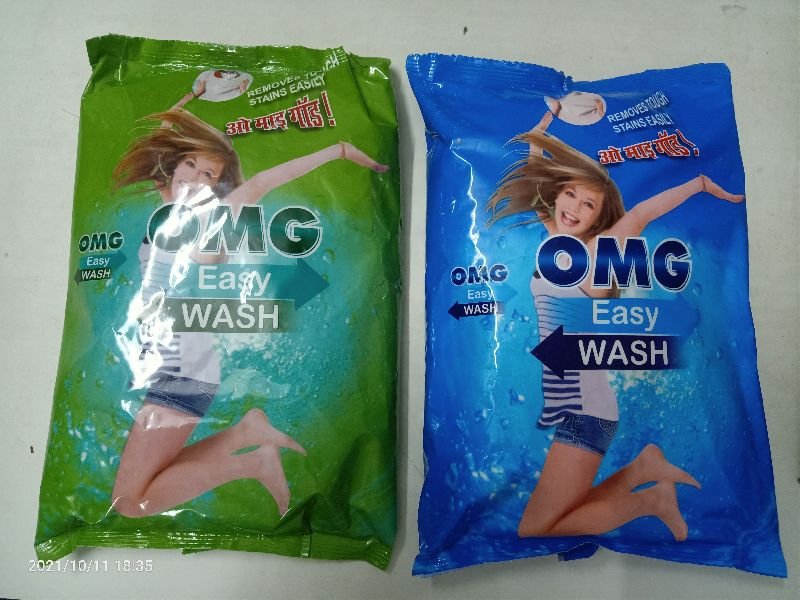 REMOVES TOUGH
STAINS EASILY
ओ माइ गॉड!
OMG
Easy
WASH
OMG
Easy
WASH
REMOVES TOUGH
STAINS EASILY
ओ माइ गॉड!
OMG
Easy
WASH
OMG
Easy
WASH
2021/10/11 18:35